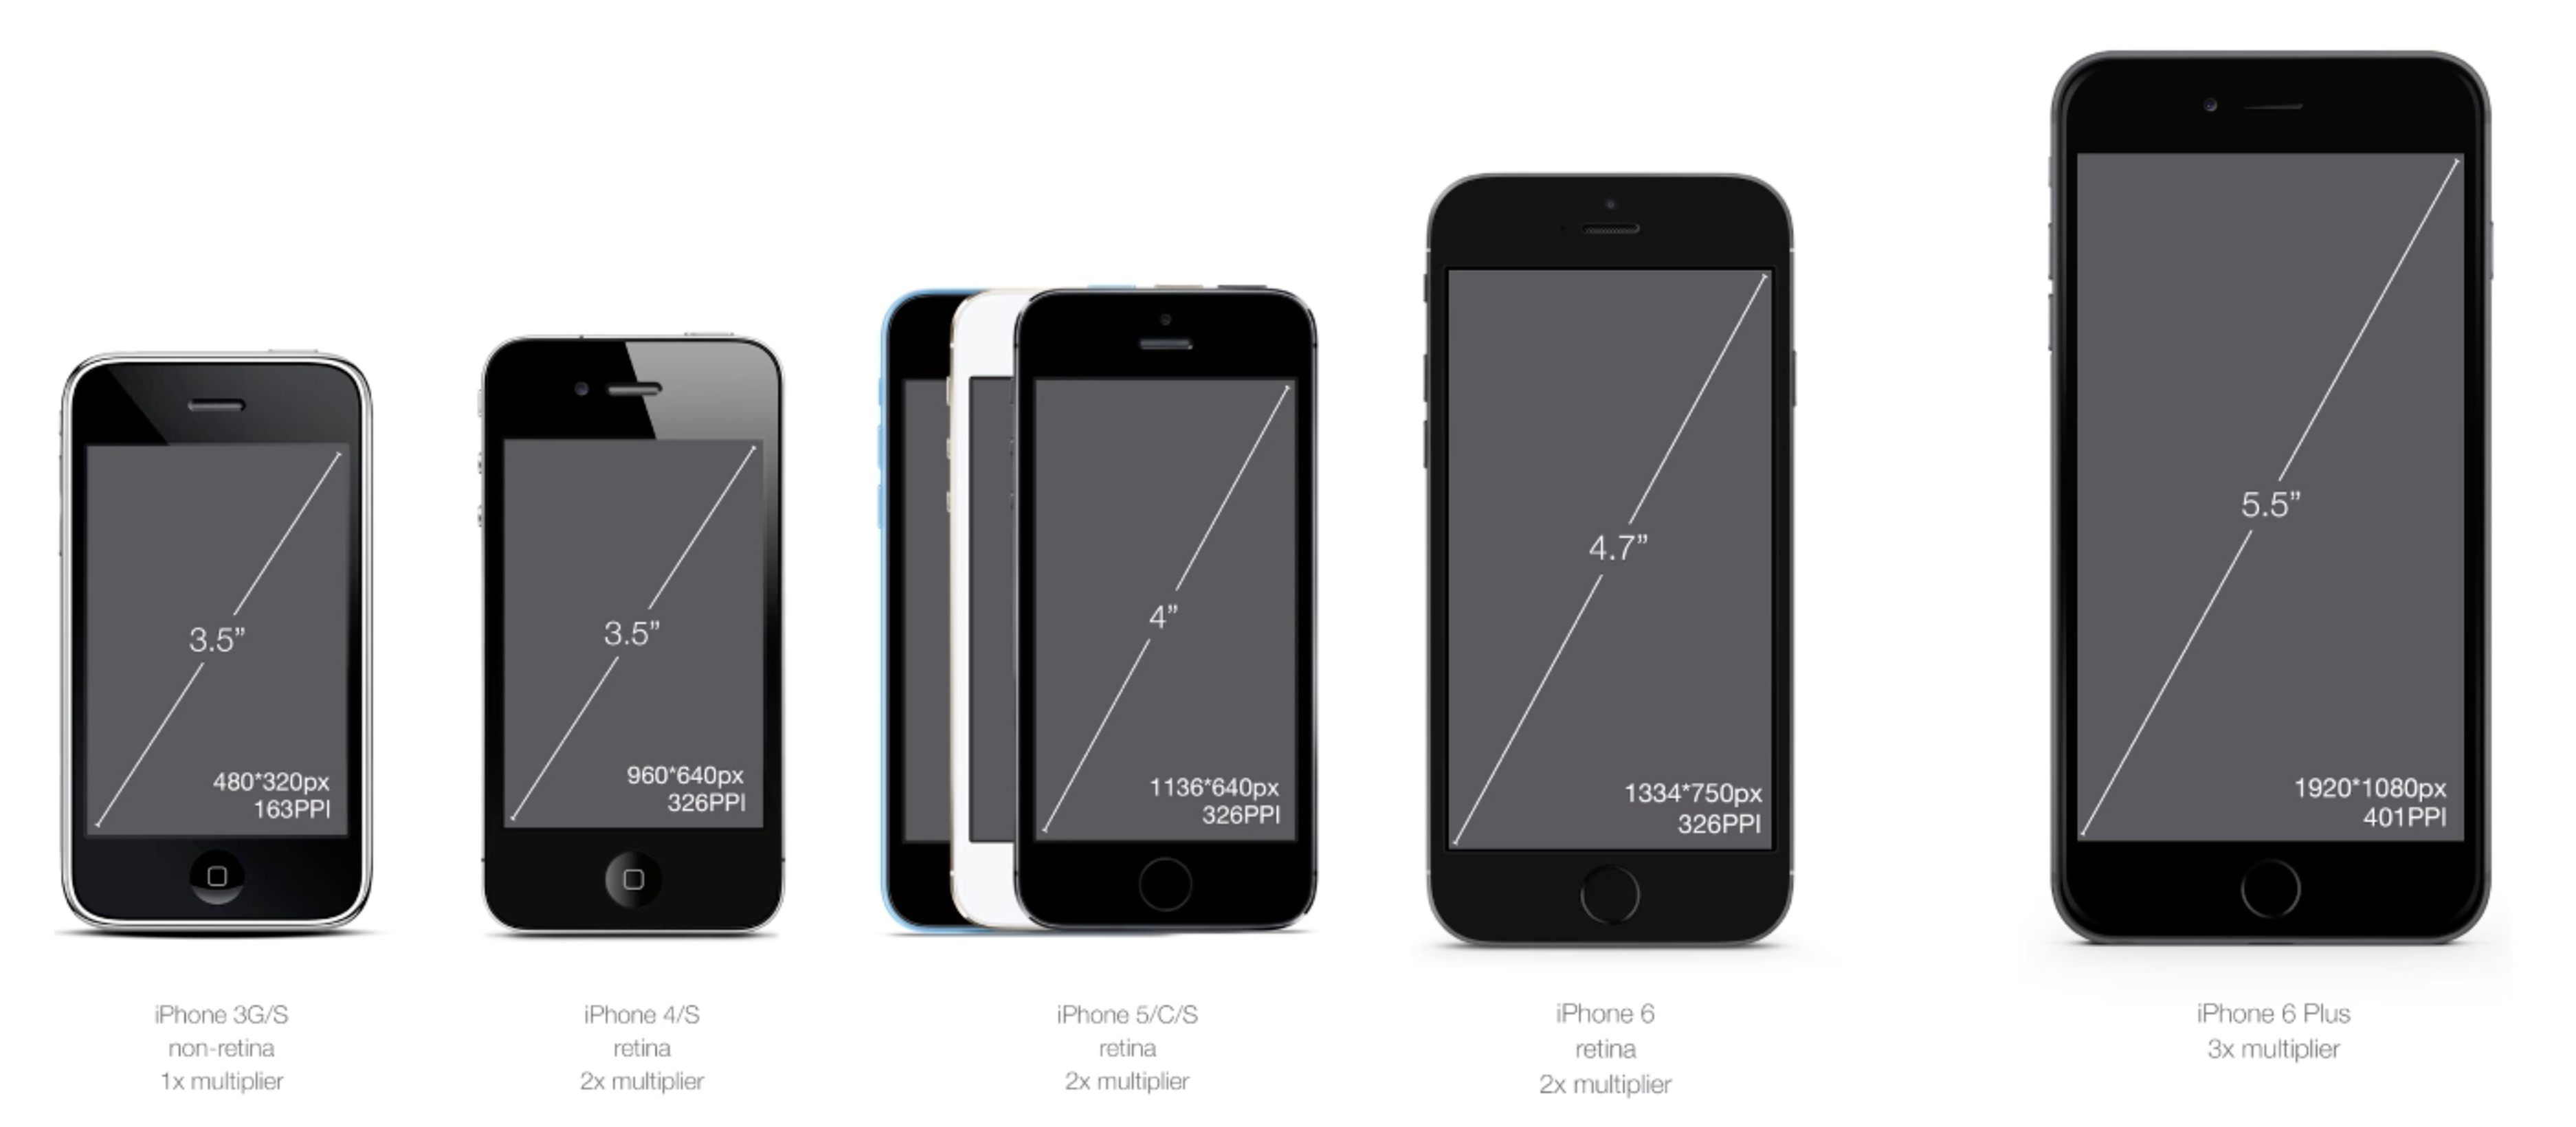 3.5”
480*320px
163PPI
iPhone 3G/S
non-retina
1x multiplier
3.5”
960*640px
326PPI
iPhone 4/S
retina
2x multiplier
4”
1136*640px
326PPI
iPhone 5/C/S
retina
2x multiplier
4.7”
1334*750px
326PPI
iPhone 6
retina
2x multiplier
5.5”
1920*1080px
401PPI
iPhone 6 Plus
3x multiplier